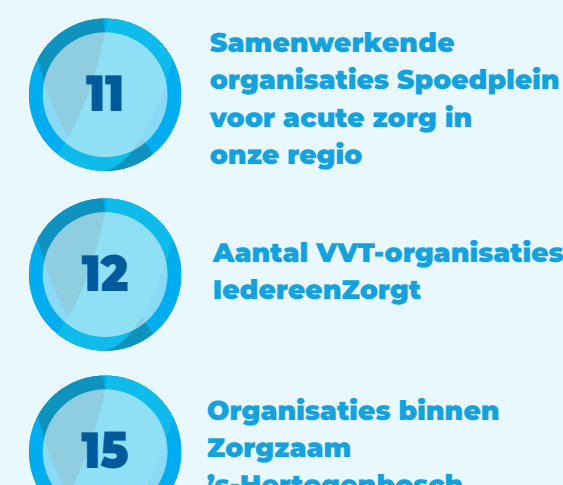 11
Samenwerkende
organisaties Spoedplein
voor acute zorg in
onze regio
12
Aantal VVT-organisaties
IedereenZorgt
15
Organisaties binnen
Zorgzaam
's-Hertogenbosch